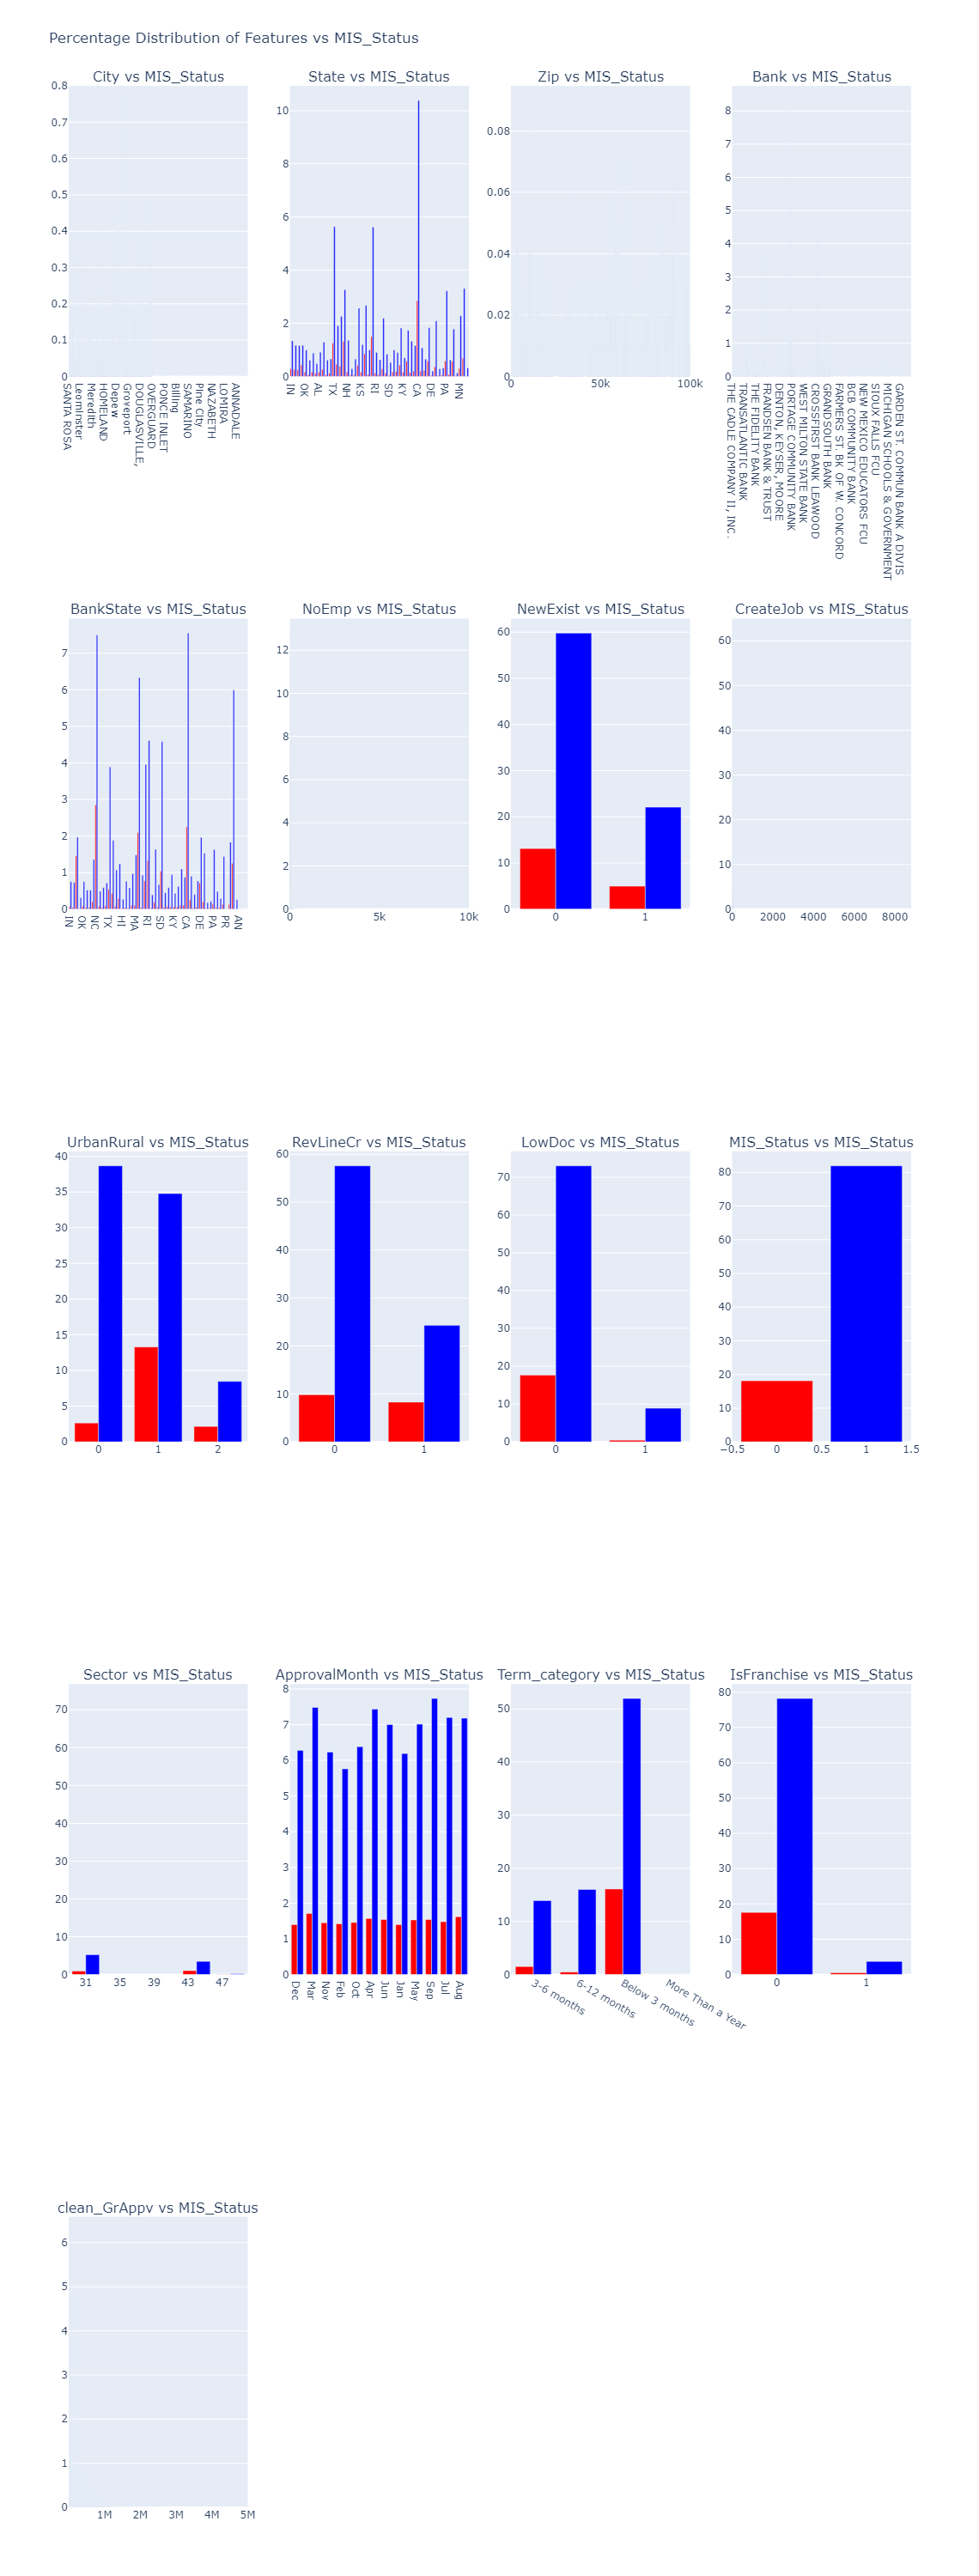 Percentage Distribution of Features vs MIS_Status
City vs MIS_Status
0.8
0.7
0.6
0.5
0.4
0.3
0.2
0.1
0
SANTA ROSA
Leominster
Meredith
HOMELAND
Depew
Groveport
DOUGLASVILLE,
OVERGUARD
PONCE INLET
Billing
SAMARINO
Pine City
NAZABETH
LOMIRA
ANNADALE
State vs MIS_Status
10
8
6
4
2
0
IN
OK
AL
TX
NH
KS
RI
SD
KY
CA
DE
PA
MN
Zip vs MIS_Status
0.08
0.06
0.04
0.02
0
0
50k
100k
Bank vs MIS_Status
8
7
6
5
4
3
2
1
0
THE CADLE COMPANY II, INC.
TRANSATLANTIC BANK
THE FIDELITY BANK
FRANDSEN BANK & TRUST
DENTON, KEYSER, MOORE
PORTAGE COMMUNITY BANK
WEST MILTON STATE BANK
CROSSFIRST BANK LEAWOOD
GRANDSOUTH BANK
FARMERS ST. BK OF W. CONCORD
BCB COMMUNITY BANK
NEW MEXICO EDUCATORS FCU
SIOUX FALLS FCU
MICHIGAN SCHOOLS & GOVERNMENT
GARDEN ST. COMMUN BANK A DIVIS
BankState vs MIS_Status
7
6
5
4
3
2
1
0
IN
OK
NC
TX
HI
MA
RI
SD
KY
CA
DE
PA
PR
AN
NoEmp vs MIS_Status
12
10
8
6
4
2
0
0
5k
10k
NewExist vs MIS_Status
60
50
40
30
20
10
0
0
1
CreateJob vs MIS_Status
60
50
40
30
20
10
0
0
2000
4000
6000
8000
UrbanRural vs MIS_Status
40
35
30
25
20
15
10
5
0
0
1
2
RevLineCr vs MIS_Status
60
50
40
30
20
10
0
0
1
LowDoc vs MIS_Status
70
60
50
40
30
20
10
0
0
1
MIS_Status vs MIS_Status
80
70
60
50
40
30
20
10
0
−0.5
0
0.5
1
1.5
Sector vs MIS_Status
70
60
50
40
30
20
10
0
31
35
39
43
47
ApprovalMonth vs MIS_Status
8
7
6
5
4
3
2
1
0
Dec
Mar
Nov
Feb
Oct
Apr
Jun
Jan
May
Sep
Jul
Aug
Term_category vs MIS_Status
50
40
30
20
10
0
3-6 months
6-12 months
Below 3 months
More Than a Year
IsFranchise vs MIS_Status
80
70
60
50
40
30
20
10
0
0
1
clean_GrAppv vs MIS_Status
6
5
4
3
2
1
0
1M
2M
3M
4M
5M